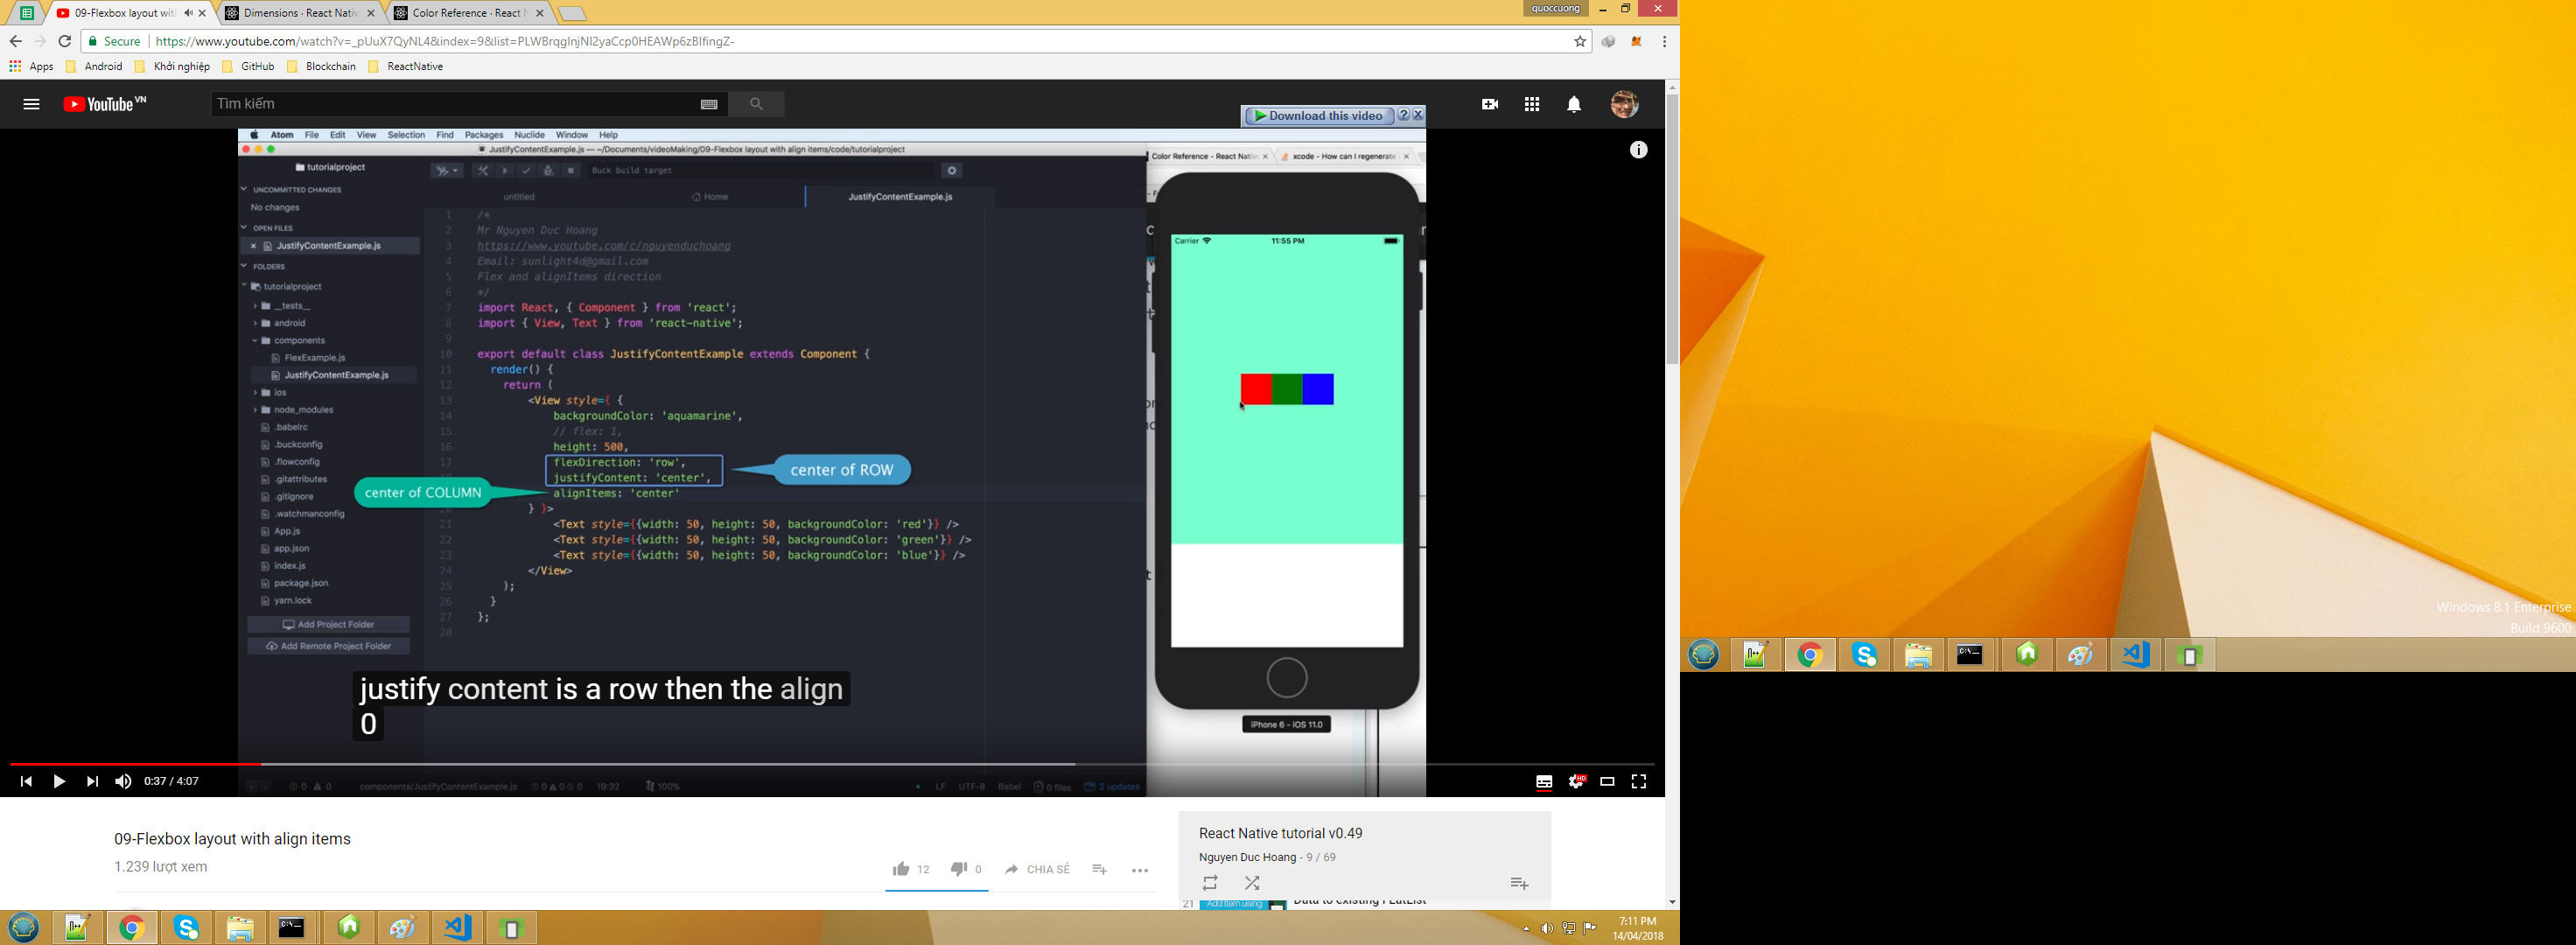 09-Flexbox layout wit
Dimensions · React Nativ
Color Reference · React N
quoccuong
Secure
https://www.youtube.com/watch?v=_pUuX7QyNL4&index=9&list=
Apps
Android
Khởi nghiệp
GitHub
Blockchain
ReactNative
YouTube VN
Tìm kiếm
Download this video
Atom File Edit View Selection Find Packages Nuclide Window Help
JustifyContentExample.js — ~/Documents/videoMaking/09-Flexbox layout with align items/code/tutorialproject
Color Reference - React Nativ
xcode - How can I regenerate
tutorialproject
Buck build target
UNCOMMITTED CHANGES
No changes
OPEN FILES
JustifyContentExample.js
FOLDERS
tutorialproject
__tests__
android
components
FlexExample.js
JustifyContentExample.js
ios
node_modules
.babelrc
.buckconfig
.flowconfig
.gitattributes
.gitignore
.watchmanconfig
App.js
app.json
index.js
package.json
yarn.lock
Add Project Folder
Add Remote Project Folder
untitled
Home
JustifyContentExample.js
1 /*
2 Mr Nguyen Duc Hoang
3 https://www.youtube.com/c/nguyenduchoang
4 Email: sunlight4d@gmail.com
5 Flex and alignItems direction
6 */
7 import React, { Component } from 'react';
8 import { View, Text } from 'react-native';
9
10 export default class JustifyContentExample extends Component {
11 render() {
12 return (
13 <View style={ {
14 backgroundColor: 'aquamarine',
15 // flex: 1,
16 height: 500,
17 flexDirection: 'row',
justifyContent: 'center',
alignItems: 'center'
} }>
21 <Text style={{width: 50, height: 50, backgroundColor: 'red'}} />
22 <Text style={{width: 50, height: 50, backgroundColor: 'green'}} />
23 <Text style={{width: 50, height: 50, backgroundColor: 'blue'}} />
24 </View>
25 );
26 }
27 };
28
center of ROW
center of COLUMN
Carrier
11:55 PM
iPhone 6 - iOS 11.0
justify content is a row then the align
0
components/JustifyContentExample.js
19:32
100%
LF UTF-8 Babel 0 files 2 updates
0:37 / 4:07
HD
09-Flexbox layout with align items
1.239 lượt xem
12
0
CHIA SẺ
React Native tutorial v0.49
Nguyen Duc Hoang - 9 / 69
21
Add Item using
Data to existing FlatList
7:11 PM
14/04/2018
Windows 8.1 Enterprise
Build 9600